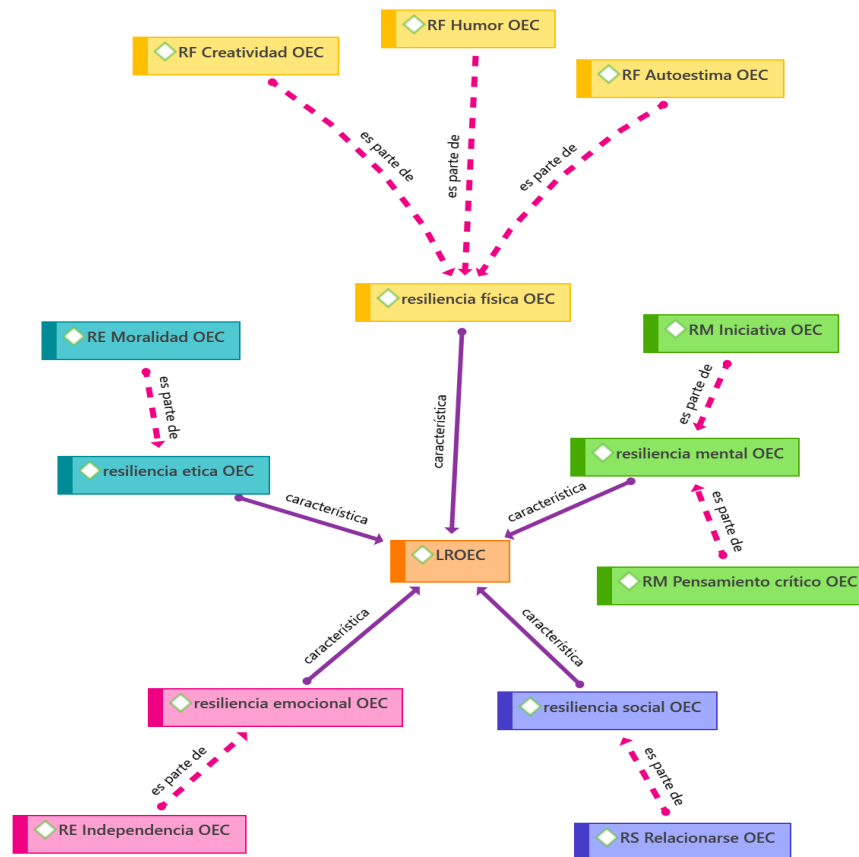 RF Humor OEC
RF Creatividad OEC
RF Autoestima OEC
es parte de
es parte de
es parte de
resiliencia física OEC
RE Moralidad OEC
RM Iniciativa OEC
es parte de
es parte de
característica
resiliencia etica OEC
resiliencia mental OEC
característica
característica
es parte de
LROEC
RM Pensamiento crítico OEC
característica
característica
resiliencia emocional OEC
resiliencia social OEC
es parte de
es parte de
RE Independencia OEC
RS Relacionarse OEC